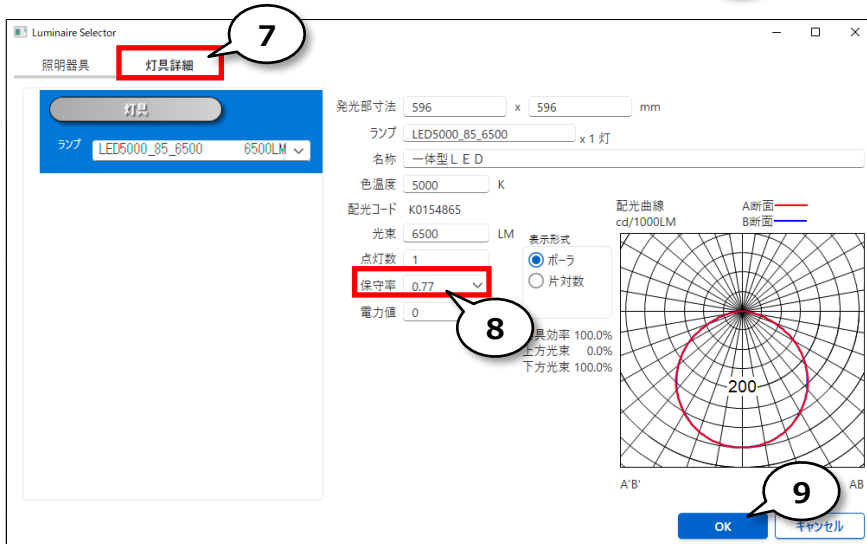 Luminaire Selector
7
照明器具 灯具詳細
灯具
ランプ LED5000_85_6500 6500LM
発光部寸法 596 x 596 mm
ランプ LED5000_85_6500 x 1 灯
名称 一体型ＬＥＤ
色温度 5000 K
配光コード K0154865
光束 6500 LM
点灯数 1
保守率 0.77
電力値 0
8
表示形式
ポーラ
片対数
具効率 100.0%
上方光束 0.0%
下方光束 100.0%
配光曲線 A断面
cd/1000LM B断面
200
A'B' AB
9
OK キャンセル